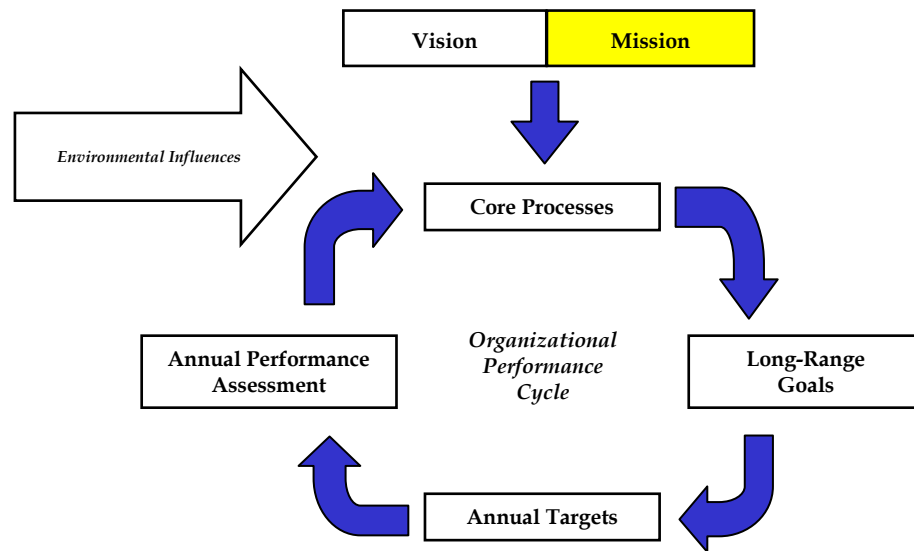 Vision
Mission
Environmental Influences
Core Processes
Annual Performance
Assessment
Organizational
Performance
Cycle
Long-Range
Goals
Annual Targets